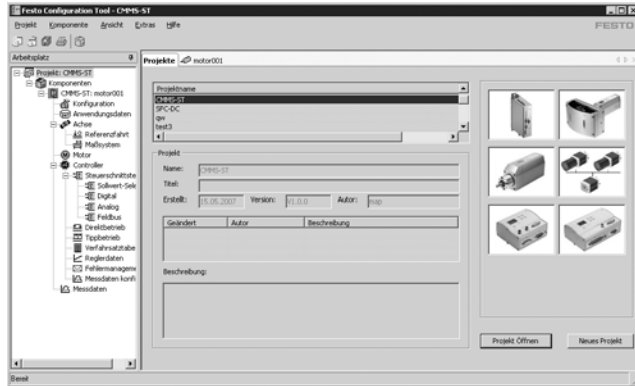 Festo Configuration Tool - CMMS-ST
Projekt Komponente Ansicht Extras Hilfe
FESTO
Arbeitsplatz
Projekte motor001
Projekt: CMMS-ST
Komponenten
CMMS-ST: motor001
Konfiguration
Anwendungsdaten
Achse
Referenzfahrt
Maßsystem
Motor
Controller
Steuerschnittste
Sollwert-Sele
Digital
Analog
Feldbus
Direktbetrieb
Tippbetrieb
Verfahrsatztabe
Reglerdaten
Fehlermanageme
Messdaten konfi
Messdaten
Projektname
CMMS-ST
SFC-DC
qw
test3
Projekt
Name: CMMS-ST
Titel:
Erstellt: 15.05.2007 Version: V1.0.0 Autor: map
Geändert Autor Beschreibung
Beschreibung:
Projekt Öffnen Neues Projekt
Bereit